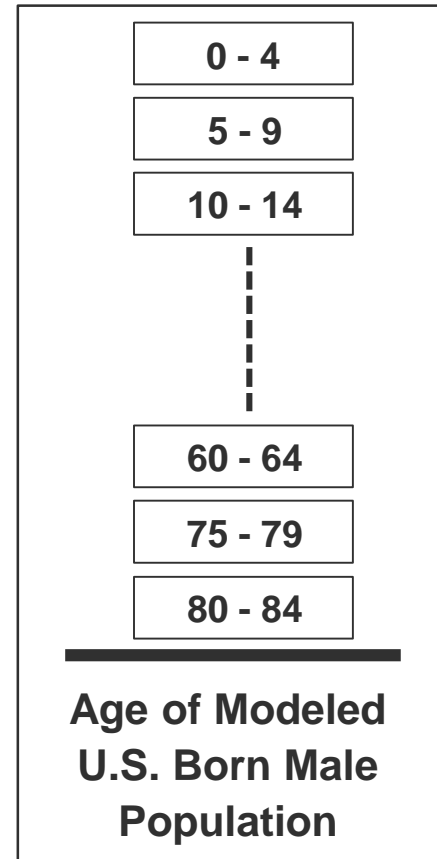 0 - 4
5 - 9
10 - 14
60 - 64
75 - 79
80 - 84
Age of Modeled
U.S. Born Male
Population